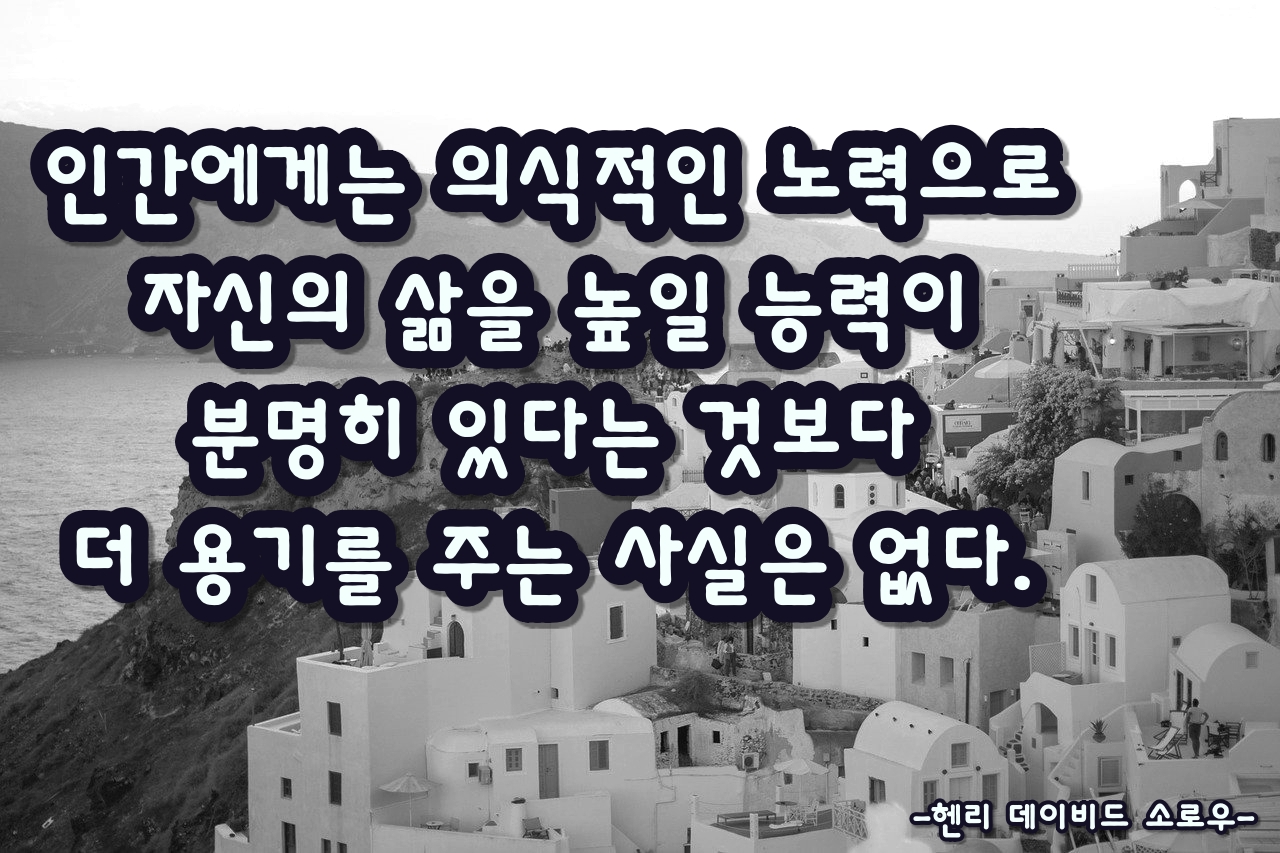 인간에게는 의식적인 노력으로
자신의 삶을 높일 능력이
분명히 있다는 것보다
더 용기를 주는 사실은 없다.
-헨리 데이비드 소로우-